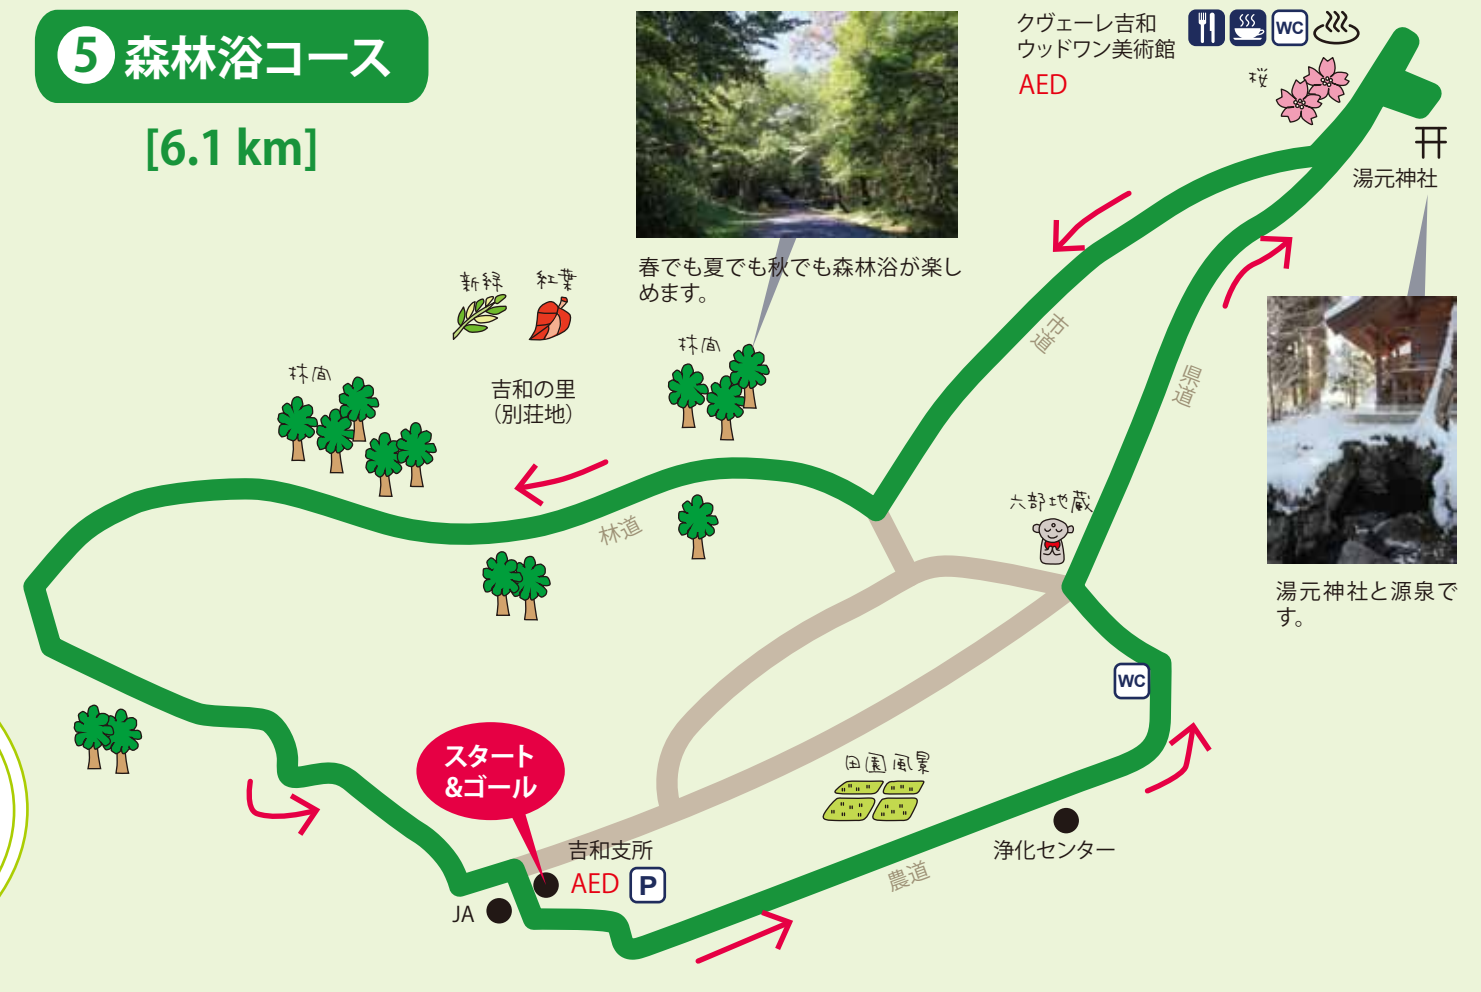 5 森林浴コース
[6.1 km]
クヴェーレ吉和
ウッドワン美術館
AED
WC
桜
湯元神社
春でも夏でも秋でも森林浴が楽し
めます。
新緑
紅葉
吉和の里
（別荘地）
林間
林間
市道
県道
林道
六部地蔵
湯元神社と源泉で
す。
WC
スタート
&ゴール
田園風景
吉和支所
AED P
JA
浄化センター
農道